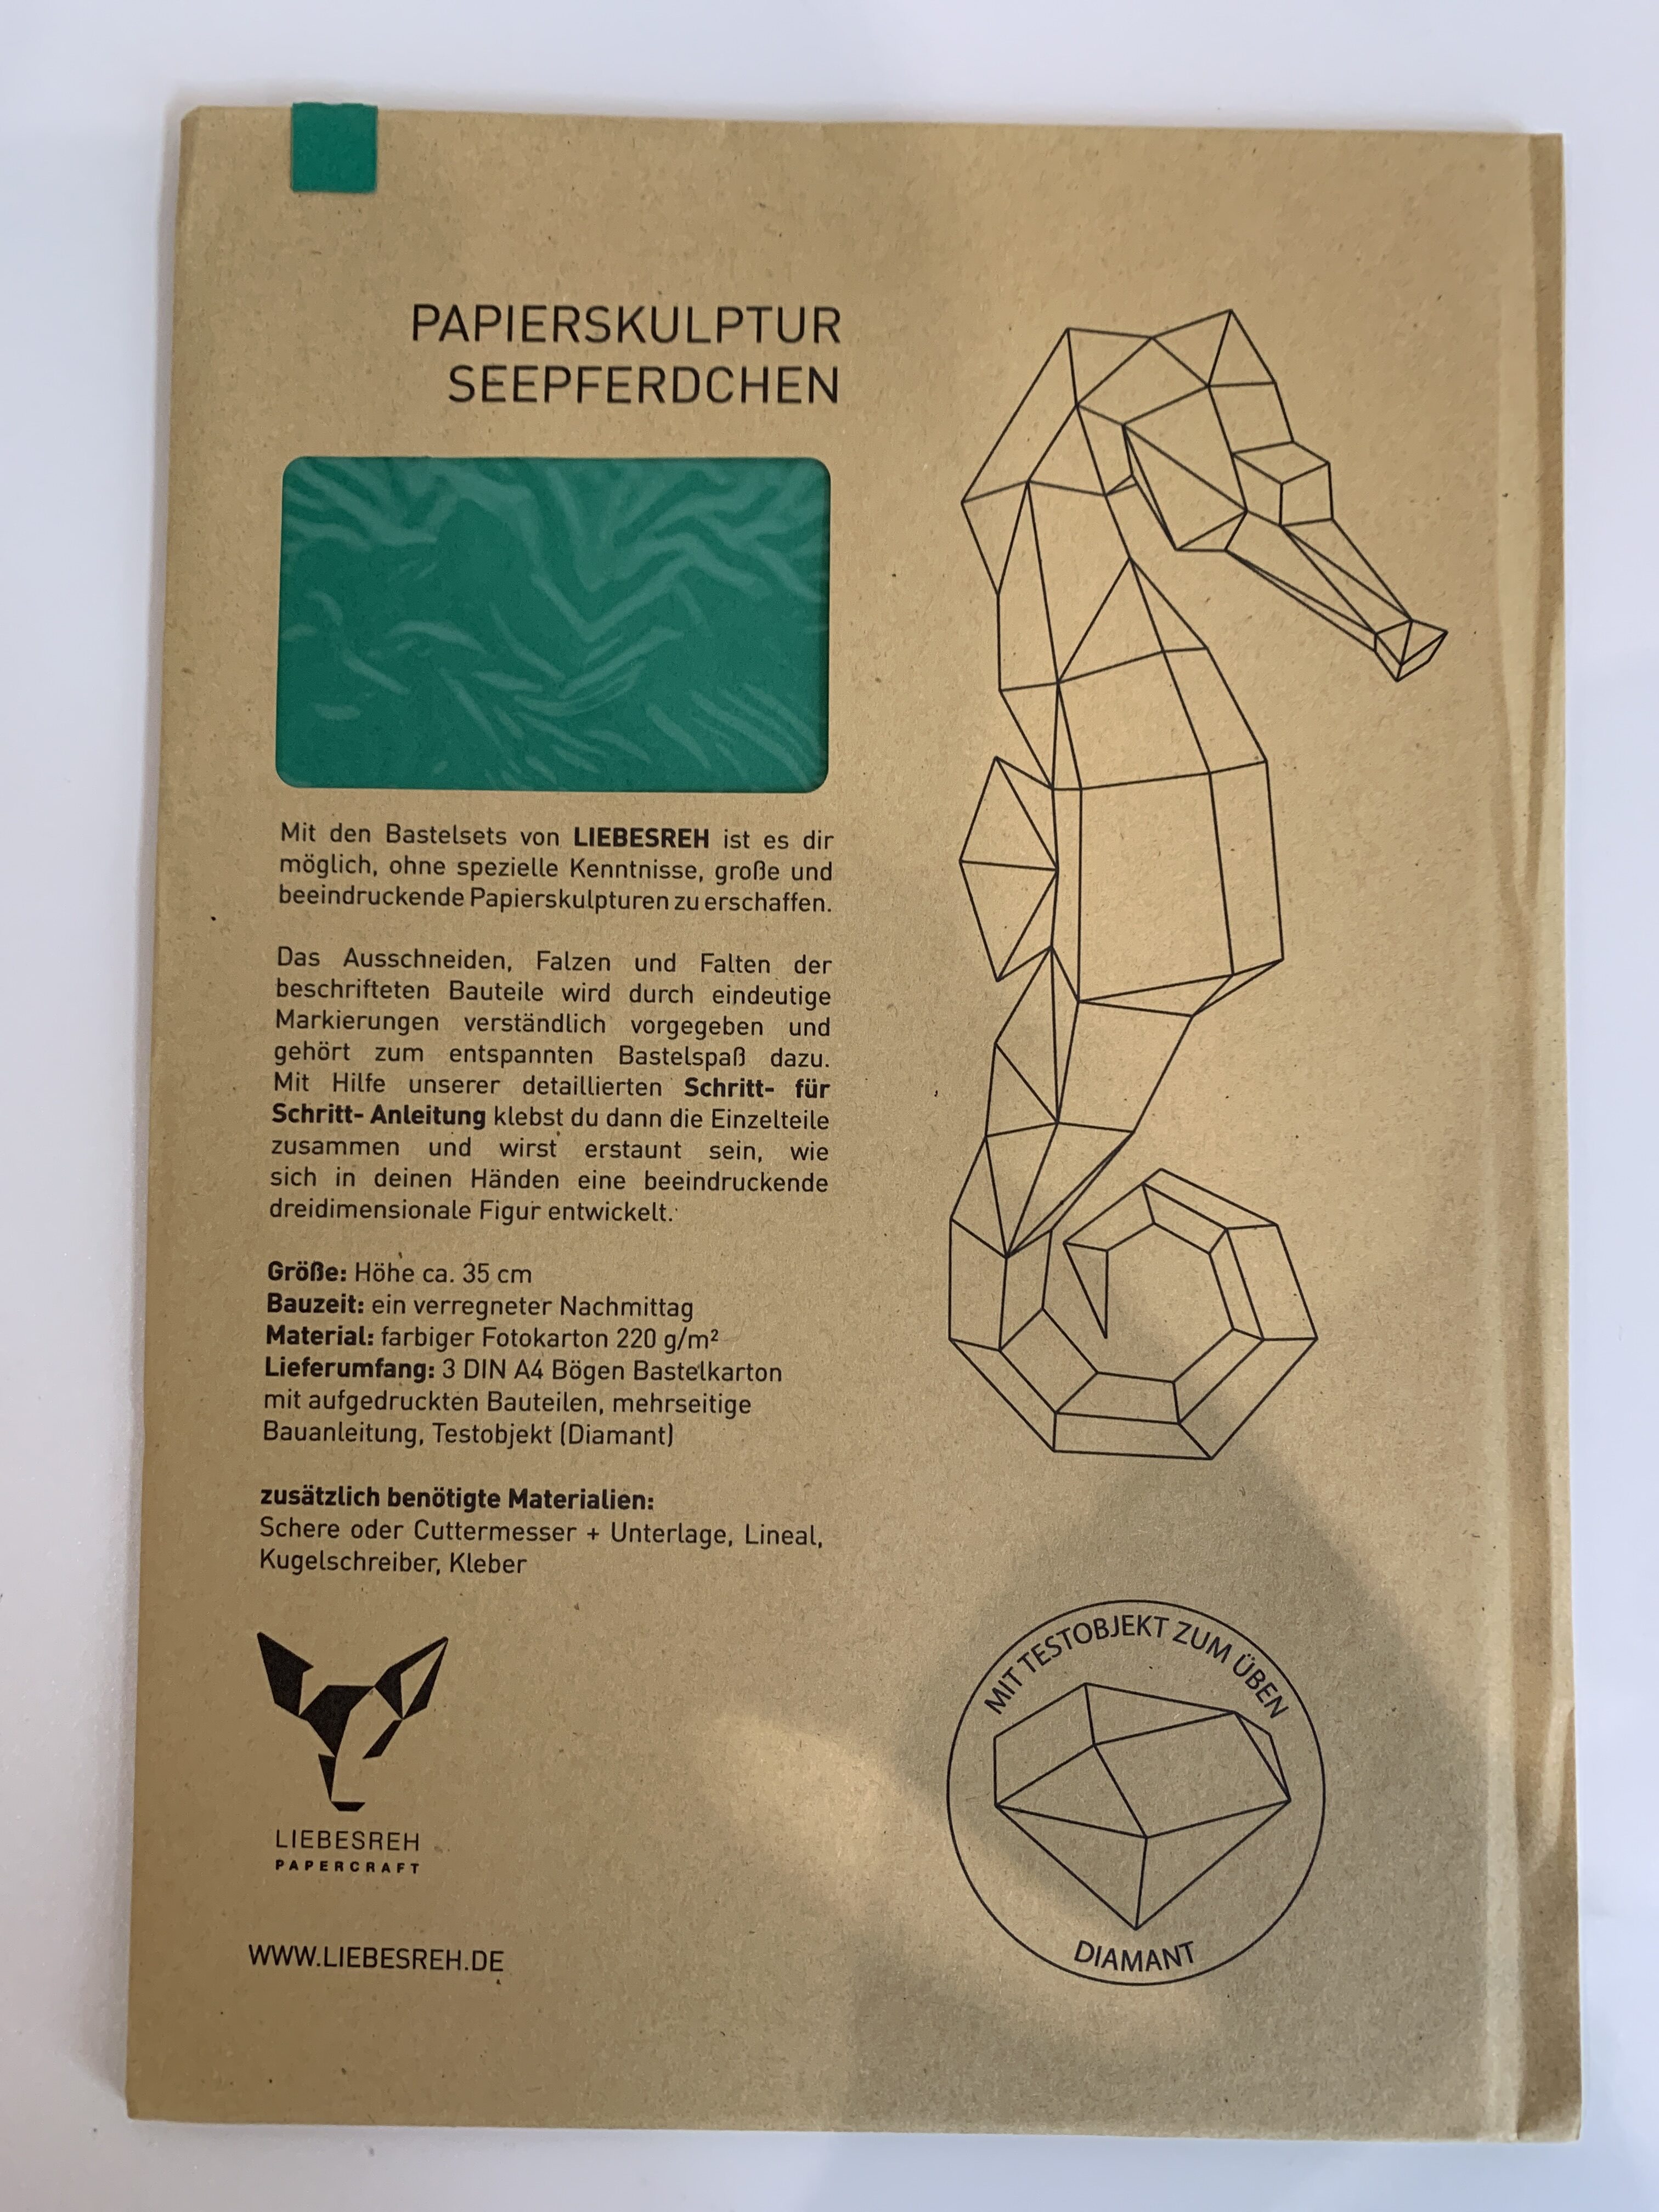 PAPIERSKULPTUR
SEEPFERDCHEN
Mit den Bastelsets von LIEBESREH ist es dir
möglich, ohne spezielle Kenntnisse, große und
beeindruckende Papierskulpturen zu erschaffen.
Das Ausschneiden, Falzen und Falten der
beschrifteten Bauteile wird durch eindeutige
Markierungen verständlich vorgegeben und
gehört zum entspannten Bastelspaß dazu.
Mit Hilfe unserer detaillierten Schritt- für
Schritt- Anleitung klebst du dann die Einzelteile
zusammen und wirst erstaunt sein, wie
sich in deinen Händen eine beeindruckende
dreidimensionale Figur entwickelt.
Größe: Höhe ca. 35 cm
Bauzeit: ein verregneter Nachmittag
Material: farbiger Fotokarton 220 g/m²
Lieferumfang: 3 DIN A4 Bögen Bastelkarton
mit aufgedruckten Bauteilen, mehrseitige
Bauanleitung, Testobjekt (Diamant)
zusätzlich benötigte Materialien:
Schere oder Cuttermesser + Unterlage, Lineal,
Kugelschreiber, Kleber
LIEBESREH
PAPERCRAFT
WWW.LIEBESREH.DE
MIT TESTOBJEKT ZUM ÜBEN
DIAMANT